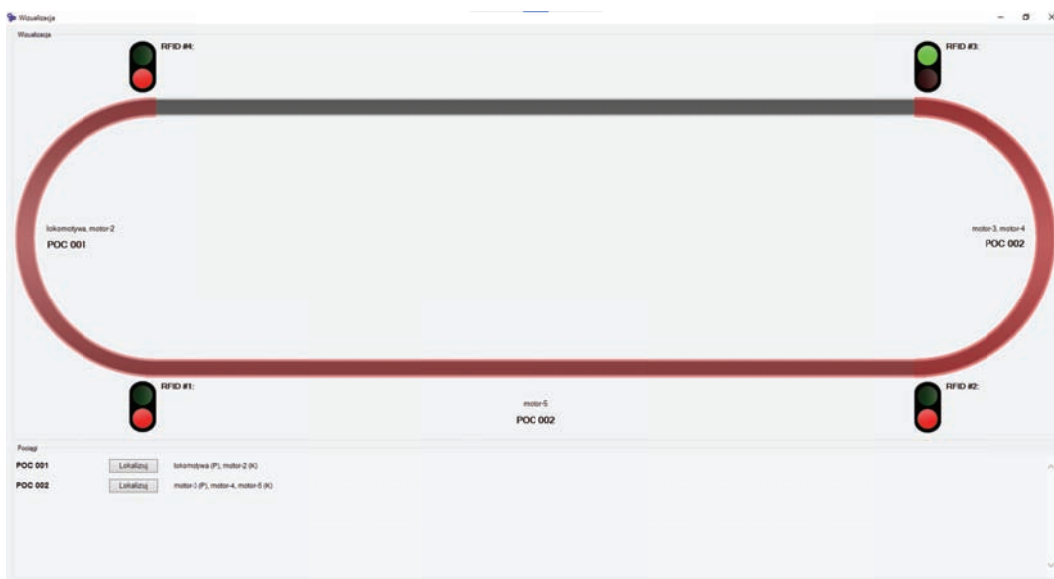 Wizualizacja
Wizualizacja
RFID #4:
RFID #3:
lokomotywa, motor-2
POC 001
motor-3, motor-4
POC 002
RFID #1:
RFID #2:
motor-5
POC 002
Pociągi
POC 001 Lokalizuj lokomotywa (P), motor-2 (K)
POC 002 Lokalizuj motor-3 (P), motor-4, motor-5 (K)